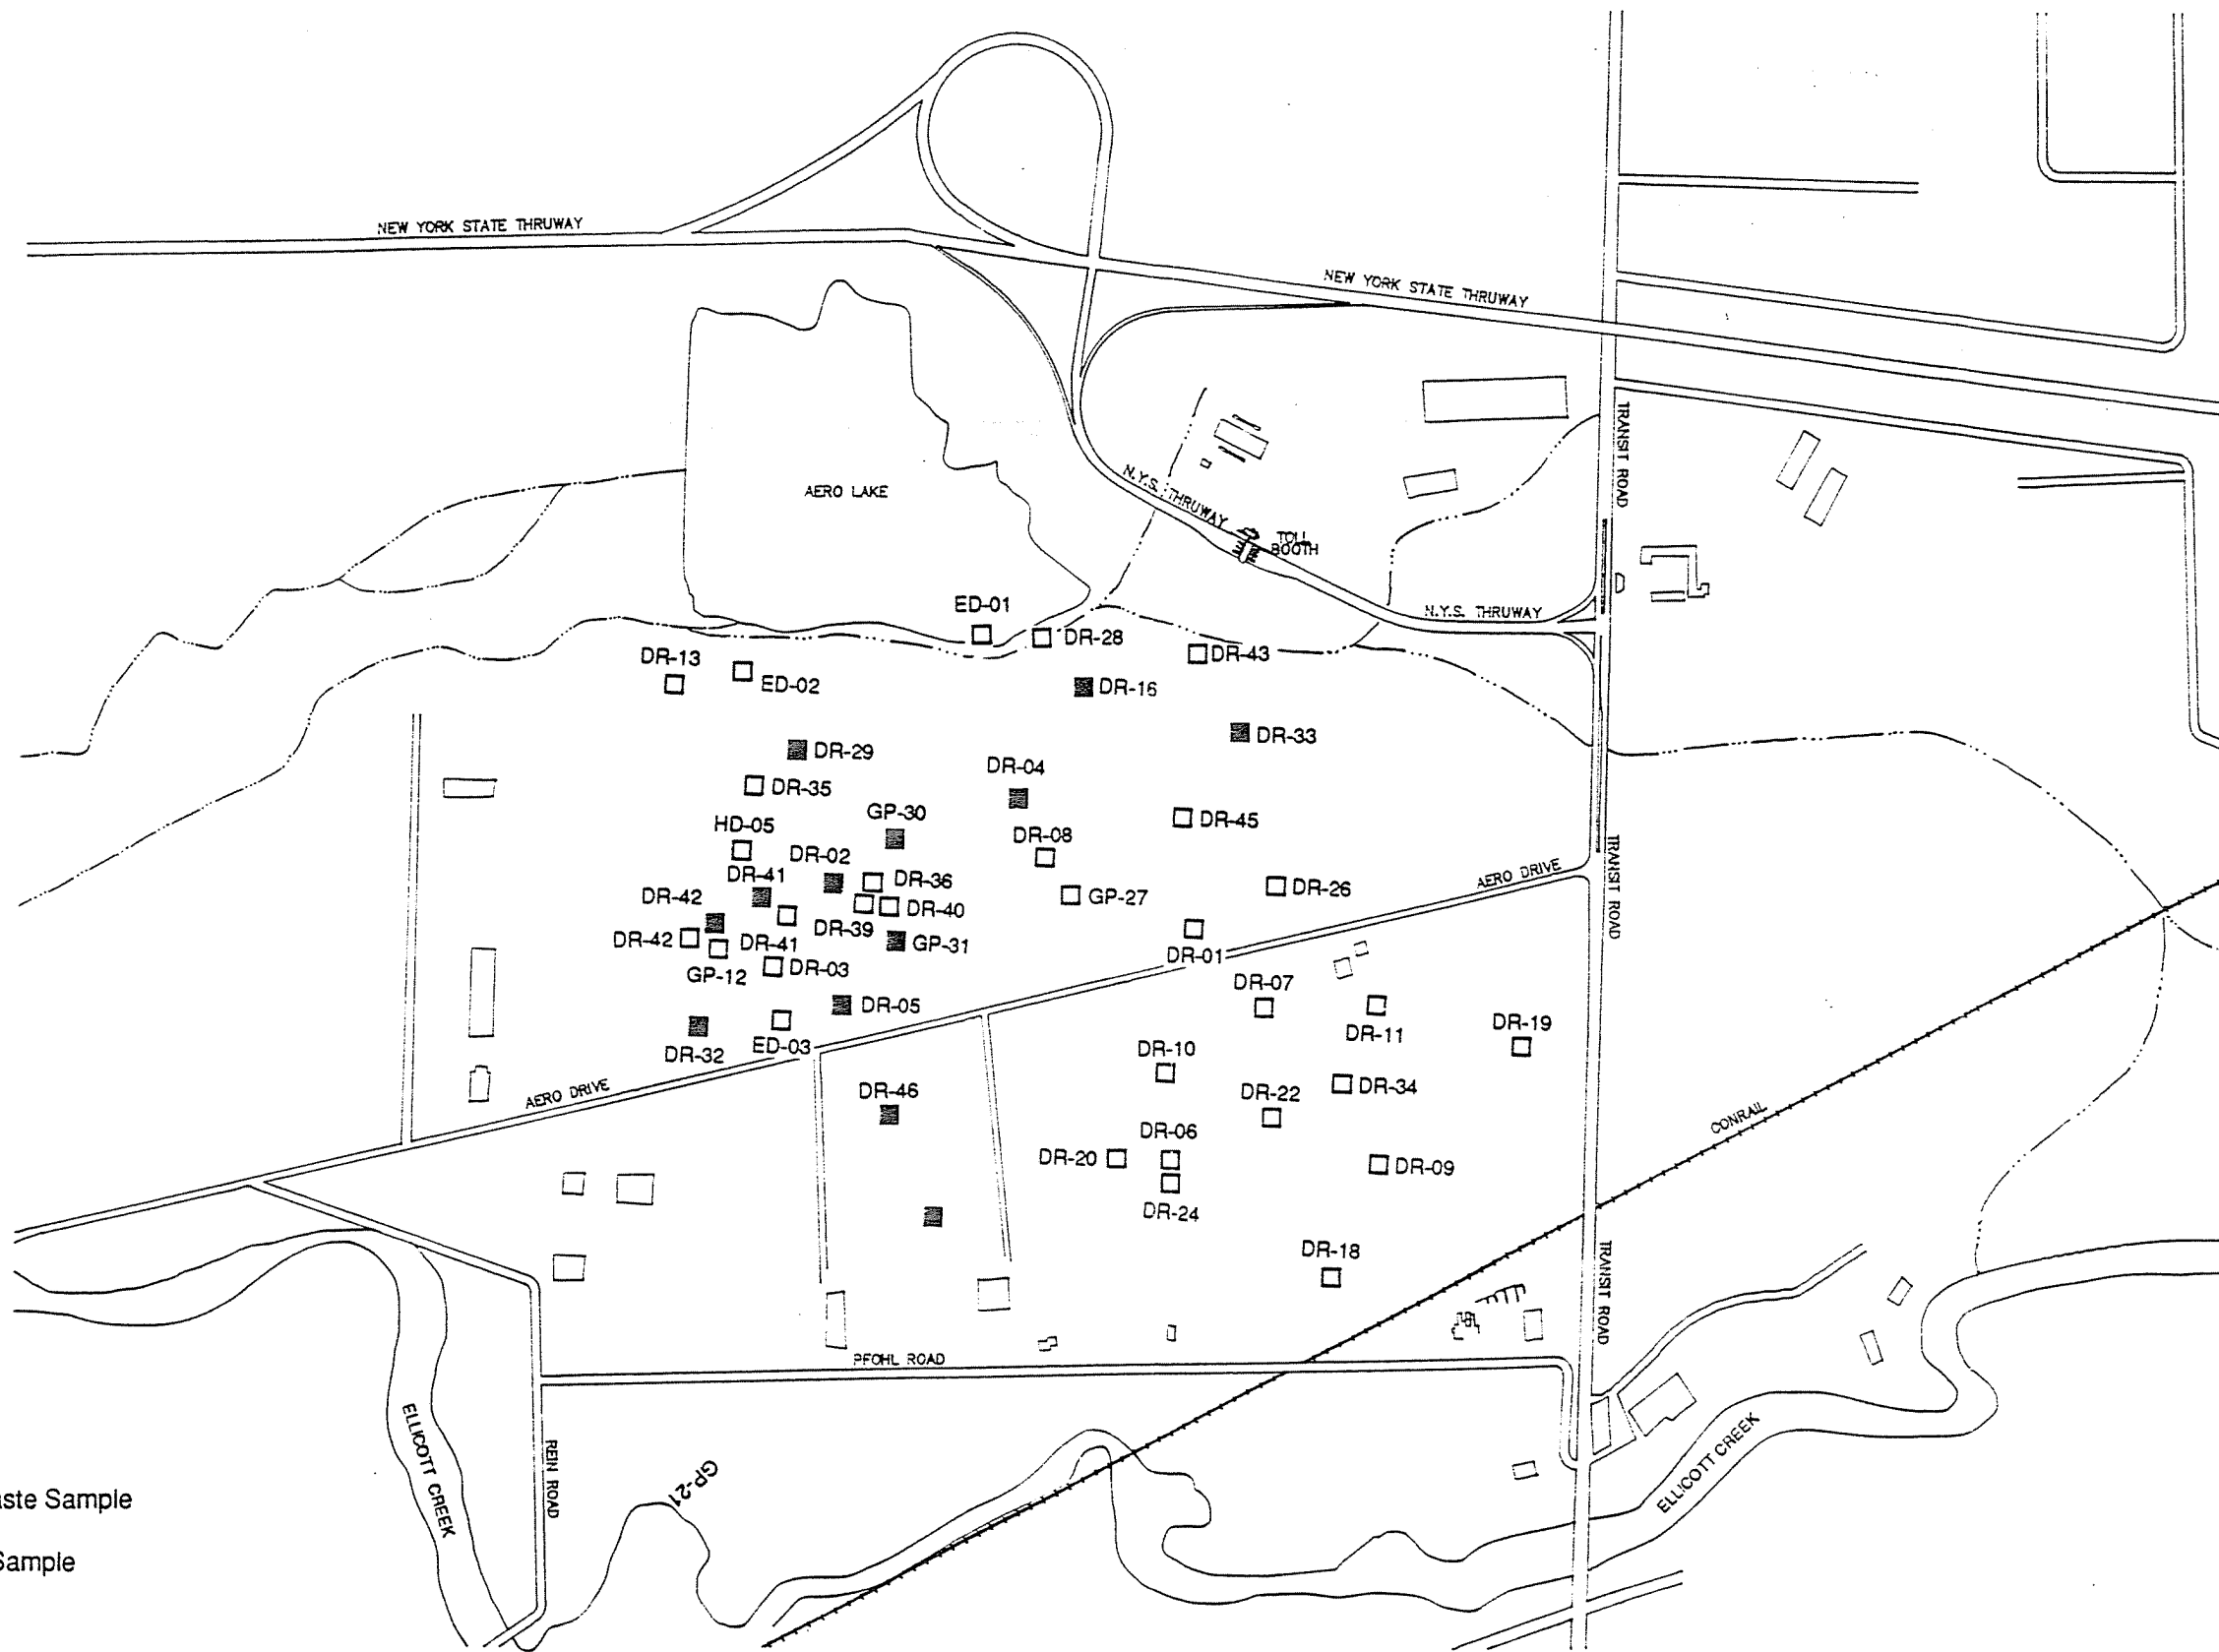 NEW YORK STATE THRUWAY
NEW YORK STATE THRUWAY
TRANSIT ROAD
AERO LAKE
N.Y.S. THRUWAY
TOLL
BOOTH
ED-01
N.Y.S. THRUWAY
DR-28
DR-43
DR-13
ED-02
DR-16
DR-29
DR-33
DR-04
DR-35
GP-30
HD-05
DR-02
DR-08
DR-45
DR-41
DR-36
DR-42
DR-40
GP-27
DR-26
AERO DRIVE
TRANSIT ROAD
DR-42
DR-41
DR-39
GP-31
DR-01
GP-12
DR-03
DR-07
DR-05
DR-11
DR-19
DR-32
ED-03
DR-10
AERO DRIVE
DR-46
DR-22
DR-34
CONRAIL
DR-06
DR-20
DR-09
DR-24
DR-18
TRANSIT ROAD
PFOHL ROAD
ELLICOTT CREEK
REIN ROAD
GP-21
ELLICOTT CREEK
ste Sample
Sample